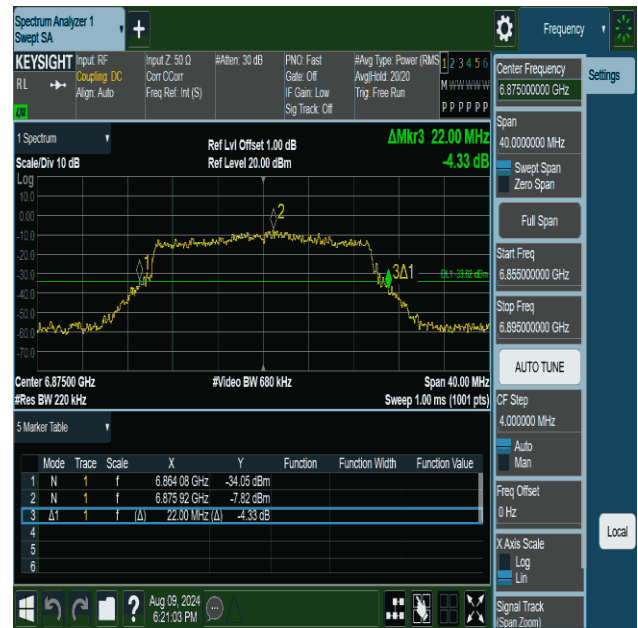 Spectrum Analyzer 1
Swept SA
+
Frequency
KEYSIGHT
RL
Input: RF
Coupling: DC
Align: Auto
Input Z: 50 Ω
Corr CCorr
Freq Ref: Int (S)
#Atten: 30 dB
PNO: Fast
Gate: Off
IF Gain: Low
Sig Track: Off
#Avg Type: Power (RMS
Avg|Hold: 20/20
Trig: Free Run
1 2 3 4 5 6
M W W W W W
P P P P P P
1 Spectrum
Scale/Div 10 dB
Ref Lvl Offset 1.00 dB
Ref Level 20.00 dBm
ΔMkr3 22.00 MHz
-4.33 dB
Log
10.0
0.00
-10.0
-20.0
-30.0
-40.0
-50.0
-60.0
-70.0
1
2
3Δ1
DL1 -33.82 dBm
Center 6.87500 GHz
#Video BW 680 kHz
Span 40.00 MHz
#Res BW 220 kHz
Sweep 1.00 ms (1001 pts)
5 Marker Table
Mode Trace Scale X Y Function Function Width Function Value
1 N 1 f 6.864 08 GHz -34.05 dBm
2 N 1 f 6.875 92 GHz -7.82 dBm
3 Δ1 1 f (Δ) 22.00 MHz (Δ) -4.33 dB
4
5
6
?
Aug 09, 2024
6:21:03 PM
Center Frequency
6.875000000 GHz
Settings
Span
40.0000000 MHz
Swept Span
Zero Span
Full Span
Start Freq
6.855000000 GHz
Stop Freq
6.895000000 GHz
AUTO TUNE
CF Step
4.000000 MHz
Auto
Man
Freq Offset
0 Hz
X Axis Scale
Log
Lin
Local
Signal Track
(Span Zoom)